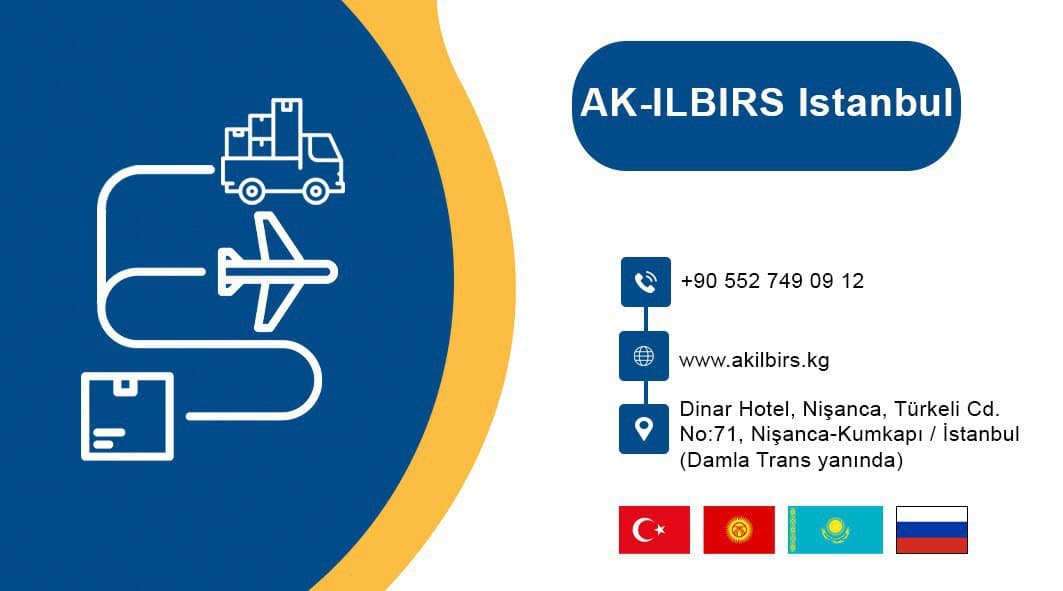 AK-ILBIRS Istanbul
+90 552 749 09 12
www.akilbirs.kg
Dinar Hotel, Nişanca, Türkeli Cd.
No:71, Nişanca-Kumkapı / İstanbul
(Damla Trans yanında)